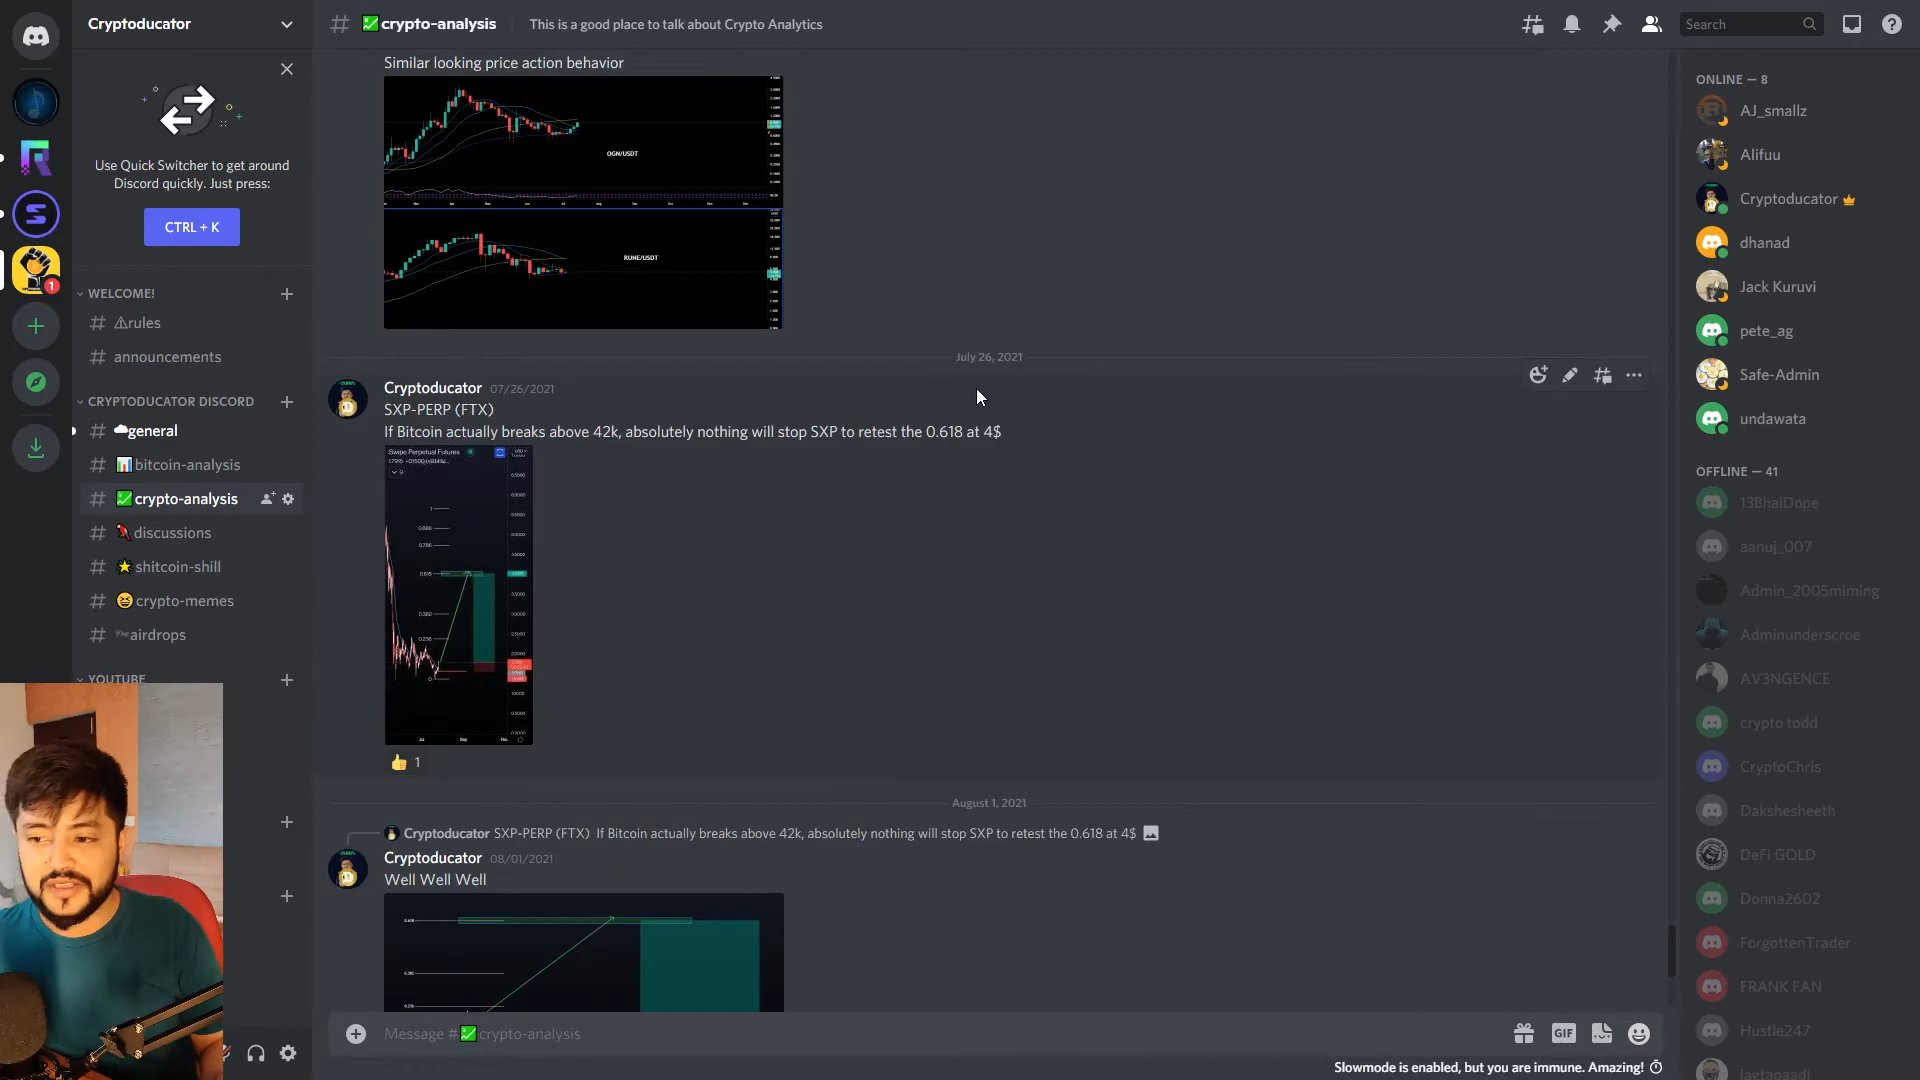 Cryptoducator
crypto-analysis
This is a good place to talk about Crypto Analytics
Search
Use Quick Switcher to get around
Discord quickly. Just press:
CTRL + K
WELCOME!
rules
announcements
CRYPTODUCATOR DISCORD
general
bitcoin-analysis
crypto-analysis
discussions
shitcoin-shill
crypto-memes
airdrops
YOUTUBE
1
Similar looking price action behavior
OGN/USDT
RUNE/USDT
July 26, 2021
Cryptoducator 07/26/2021
SXP-PERP (FTX)
If Bitcoin actually breaks above 42k, absolutely nothing will stop SXP to retest the 0.618 at 4$
Swipe Perpetual Futures
👍 1
August 1, 2021
Cryptoducator SXP-PERP (FTX) If Bitcoin actually breaks above 42k, absolutely nothing will stop SXP to retest the 0.618 at 4$
Cryptoducator 08/01/2021
Well Well Well
Message # crypto-analysis
GIF
Slowmode is enabled, but you are immune. Amazing!
ONLINE — 8
AJ_smallz
Alifuu
Cryptoducator
dhanad
Jack Kuruvi
pete_ag
Safe-Admin
undawata
OFFLINE — 41
13BhaiDope
aanuj_007
Admin_2005miming
Adminunderscroe
AV3NGENCE
crypto todd
CryptoChris
Dakshesheeth
DeFi GOLD
Donna2602
ForgottenTrader
FRANK FAN
Hustle247